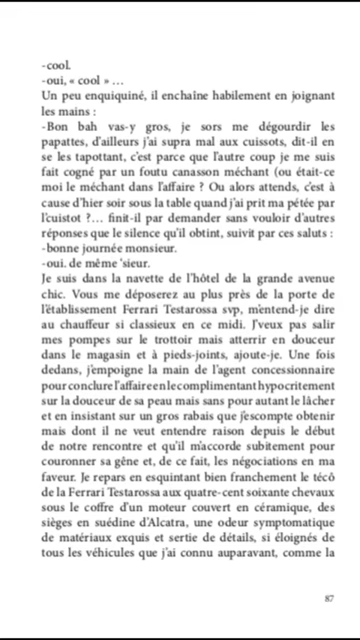 -cool.
-oui, « cool » …
Un peu enquiquiné, il enchaîne habilement en joignant
les mains :
-Bon bah vas-y gros, je sors me dégourdir les
papattes, d'ailleurs j'ai supra mal aux cuissots, dit-il en
se les tapottant, c'est parce que l'autre coup je me suis
fait cogné par un foutu canasson méchant (ou était-ce
moi le méchant dans l'affaire ? Ou alors attends, c'est à
cause d'hier soir sous la table quand j'ai prit ma pétée par
l'cuistot ?… finit-il par demander sans vouloir d'autres
réponses que le silence qu'il obtint, suivit par ces saluts :
-bonne journée monsieur.
-oui. de même 'sieur.
Je suis dans la navette de l'hôtel de la grande avenue
chic. Vous me déposerez au plus près de la porte de
l'établissement Ferrari Testarossa svp, m'entend-je dire
au chauffeur si classieux en ce midi. J'veux pas salir
mes pompes sur le trottoir mais atterrir en douceur
dans le magasin et à pieds-joints, ajoute-je. Une fois
dedans, j'empoigne la main de l'agent concessionnaire
pour conclure l'affaire en le complimentant hypocritement
sur la douceur de sa peau mais sans pour autant le lâcher
et en insistant sur un gros rabais que j'escompte obtenir
mais dont il ne veut entendre raison depuis le début
de notre rencontre et qu'il m'accorde subitement pour
couronner sa gêne et, de ce fait, les négociations en ma
faveur. Je repars en esquintant bien franchement le técô
de la Ferrari Testarossa aux quatre-cent soixante chevaux
sous le coffre d'un moteur couvert en céramique, des
sièges en suédine d'Alcatra, une odeur symptomatique
de matériaux exquis et sertie de détails, si éloignés de
tous les véhicules que j'ai connu auparavant, comme la
87